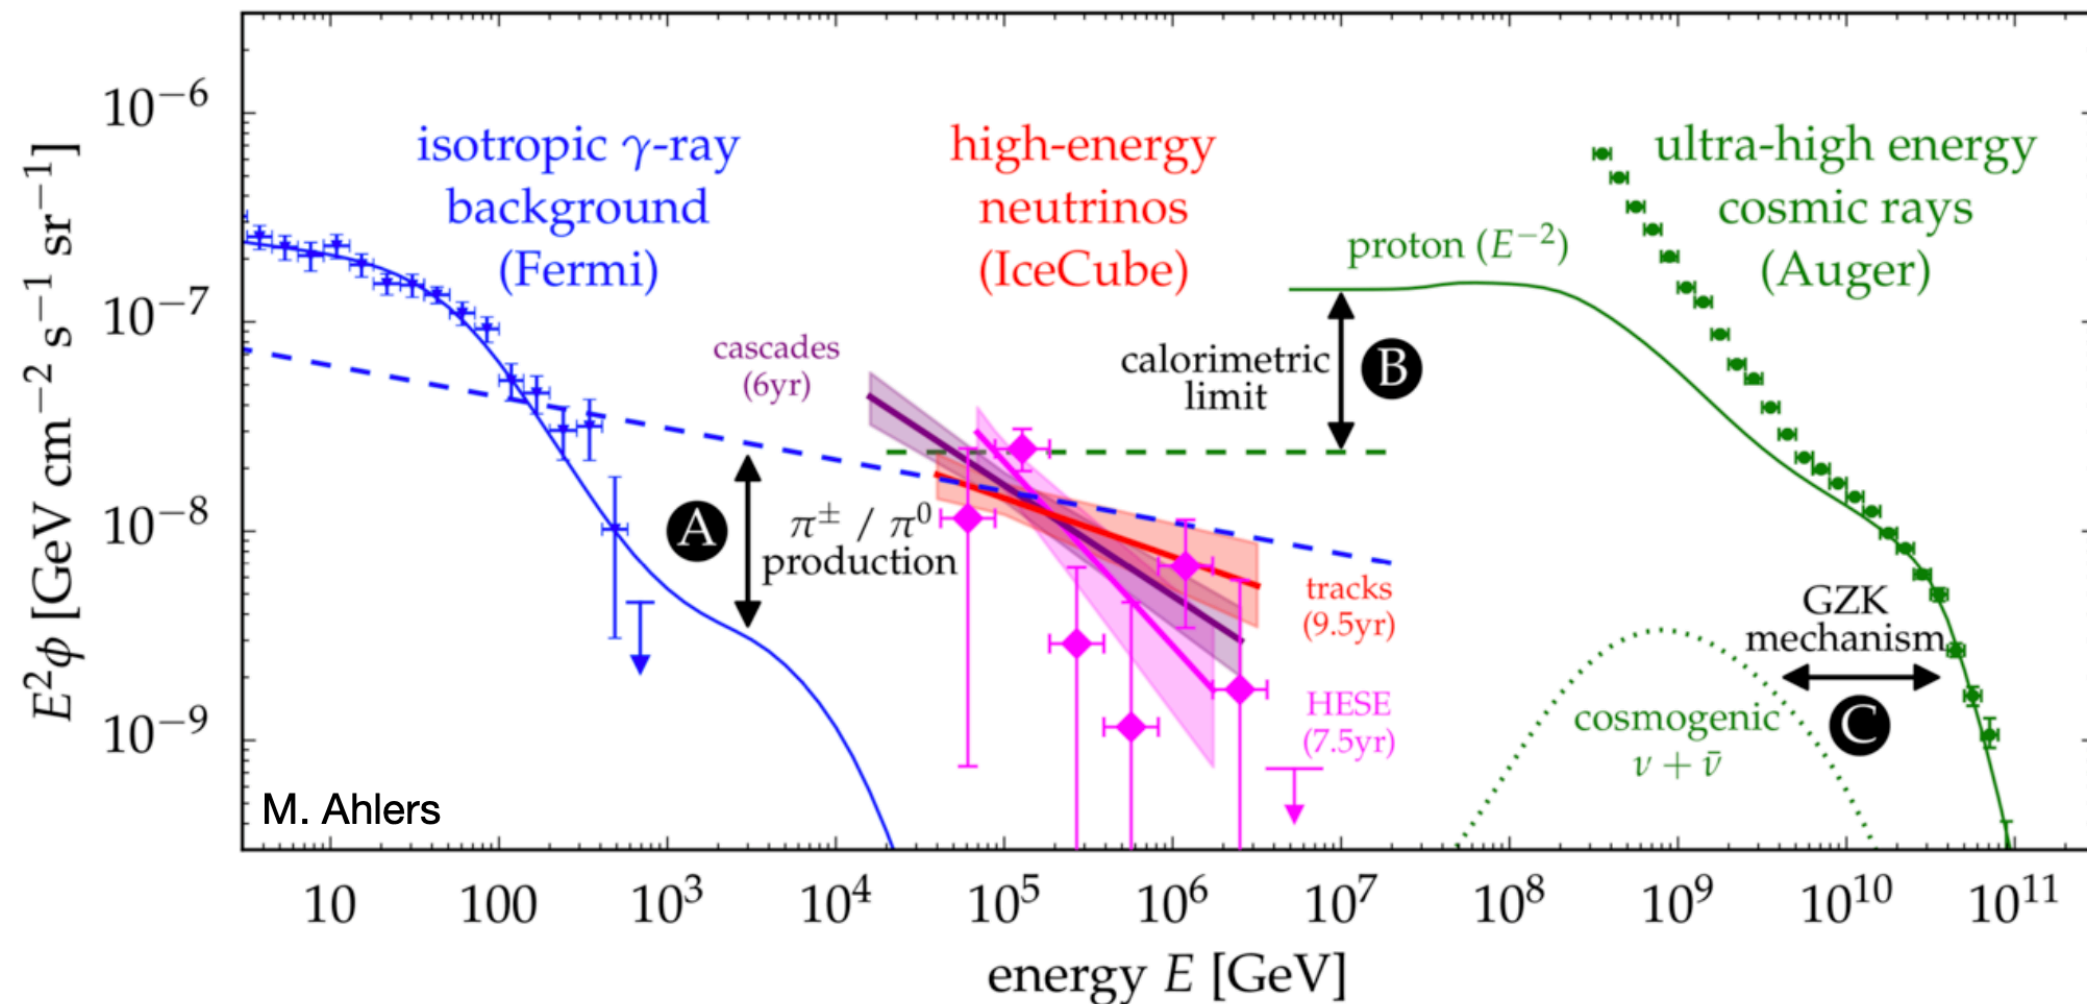 E²ϕ [GeV cm⁻² s⁻¹ sr⁻¹]
10⁻⁶
10⁻⁷
10⁻⁸
10⁻⁹
isotropic γ-ray
background
(Fermi)
high-energy
neutrinos
(IceCube)
ultra-high energy
cosmic rays
(Auger)
proton (E⁻²)
cascades
(6yr)
calorimetric
limit
B
A
π± / π⁰
production
tracks
(9.5yr)
GZK
mechanism
HESE
(7.5yr)
cosmogenic
ν + ν̄
C
M. Ahlers
10
100
10³
10⁴
10⁵
10⁶
10⁷
10⁸
10⁹
10¹⁰
10¹¹
energy E [GeV]